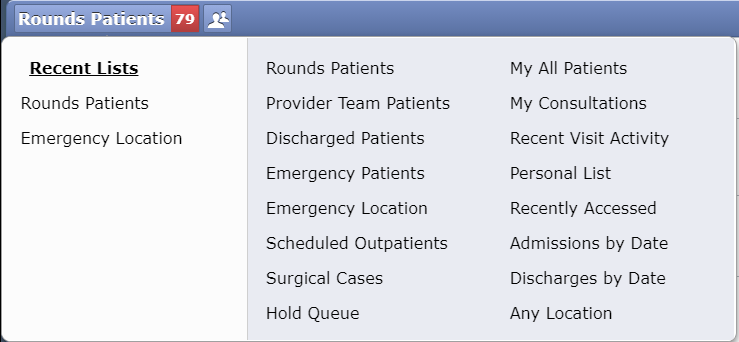 Rounds Patients 79
Recent Lists
Rounds Patients
Emergency Location
Rounds Patients
Provider Team Patients
Discharged Patients
Emergency Patients
Emergency Location
Scheduled Outpatients
Surgical Cases
Hold Queue
My All Patients
My Consultations
Recent Visit Activity
Personal List
Recently Accessed
Admissions by Date
Discharges by Date
Any Location